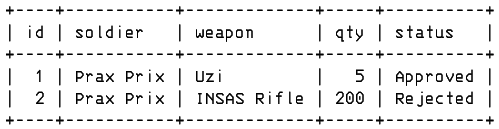 +----+-----------+--------------+-----+----------+
| id | soldier   | weapon       | qty | status   |
+----+-----------+--------------+-----+----------+
|  1 | Prax Prix | Uzi          |   5 | Approved |
|  2 | Prax Prix | INSAS Rifle  | 200 | Rejected |
+----+-----------+--------------+-----+----------+